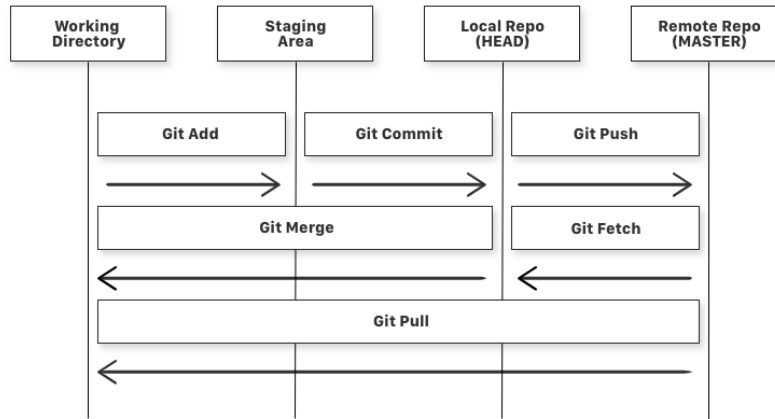 Working
Directory
Staging
Area
Local Repo
(HEAD)
Remote Repo
(MASTER)
Git Add
Git Commit
Git Push
Git Merge
Git Fetch
Git Pull